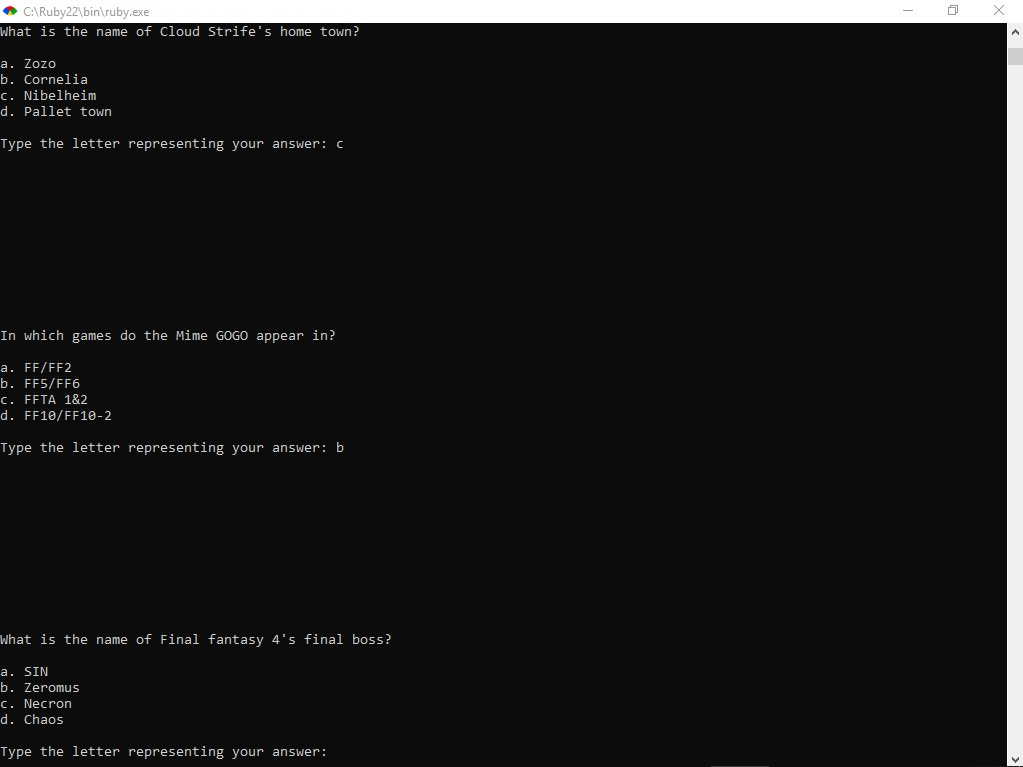 C:\Ruby22\bin\ruby.exe
What is the name of Cloud Strife's home town?
a. Zozo
b. Cornelia
c. Nibelheim
d. Pallet town
Type the letter representing your answer: c
In which games do the Mime GOGO appear in?
a. FF/FF2
b. FF5/FF6
c. FFTA 1&2
d. FF10/FF10-2
Type the letter representing your answer: b
What is the name of Final fantasy 4's final boss?
a. SIN
b. Zeromus
c. Necron
d. Chaos
Type the letter representing your answer: